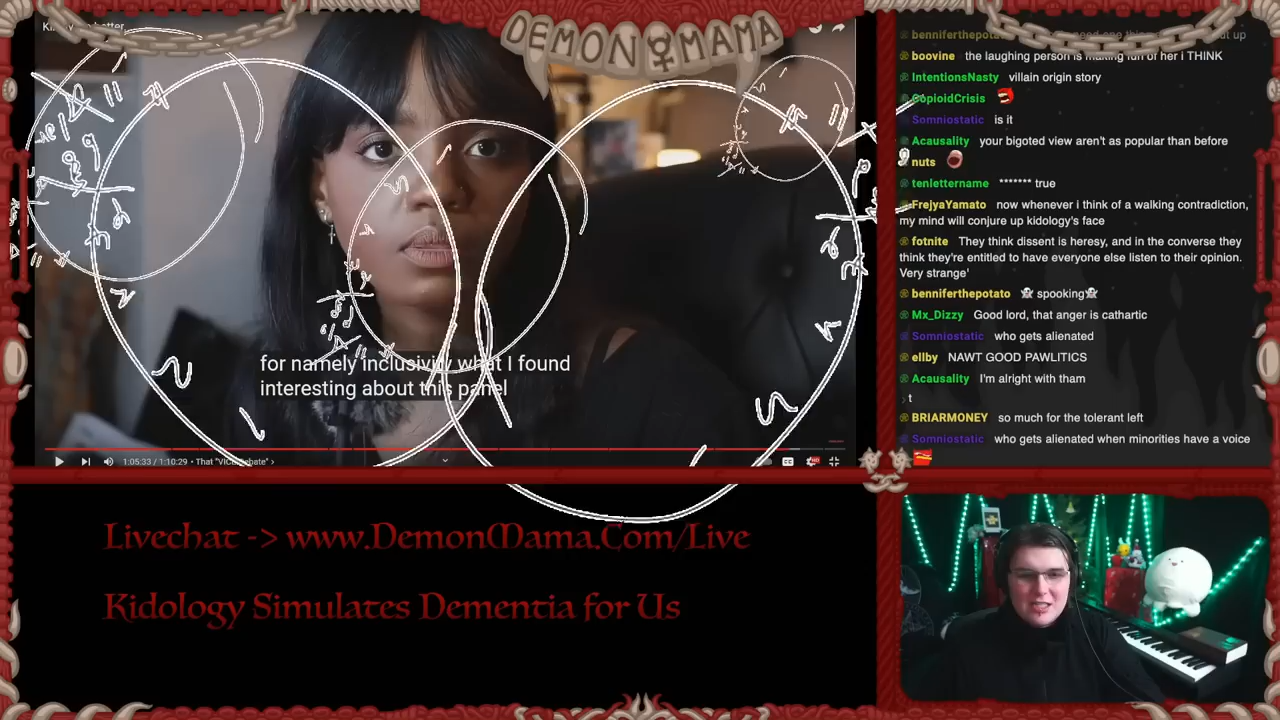 DEMON MAMA
benniferthepotato
boovine the laughing person is making fun of her i THINK
IntentionsNasty villain origin story
CopioidCrisis
Somniostatic is it
Acausality your bigoted view aren't as popular than before
nuts
tenlettername ******* true
FrejyaYamato now whenever i think of a walking contradiction,
my mind will conjure up kidology's face
fotnite They think dissent is heresy, and in the converse they
think they're entitled to have everyone else listen to their opinion.
Very strange'
benniferthepotato spooking
Mx_Dizzy Good lord, that anger is cathartic
Somniostatic who gets alienated
ellby NAWT GOOD PAWLITICS
Acausality I'm alright with tham
t
BRIARMONEY so much for the tolerant left
Somniostatic who gets alienated when minorities have a voice
for namely inclusivity what I found
interesting about this panel
1:05:33 / 1:10:29 • That "VICE Debate" ›
Livechat -> www.DemonMama.Com/Live
Kidology Simulates Dementia for Us